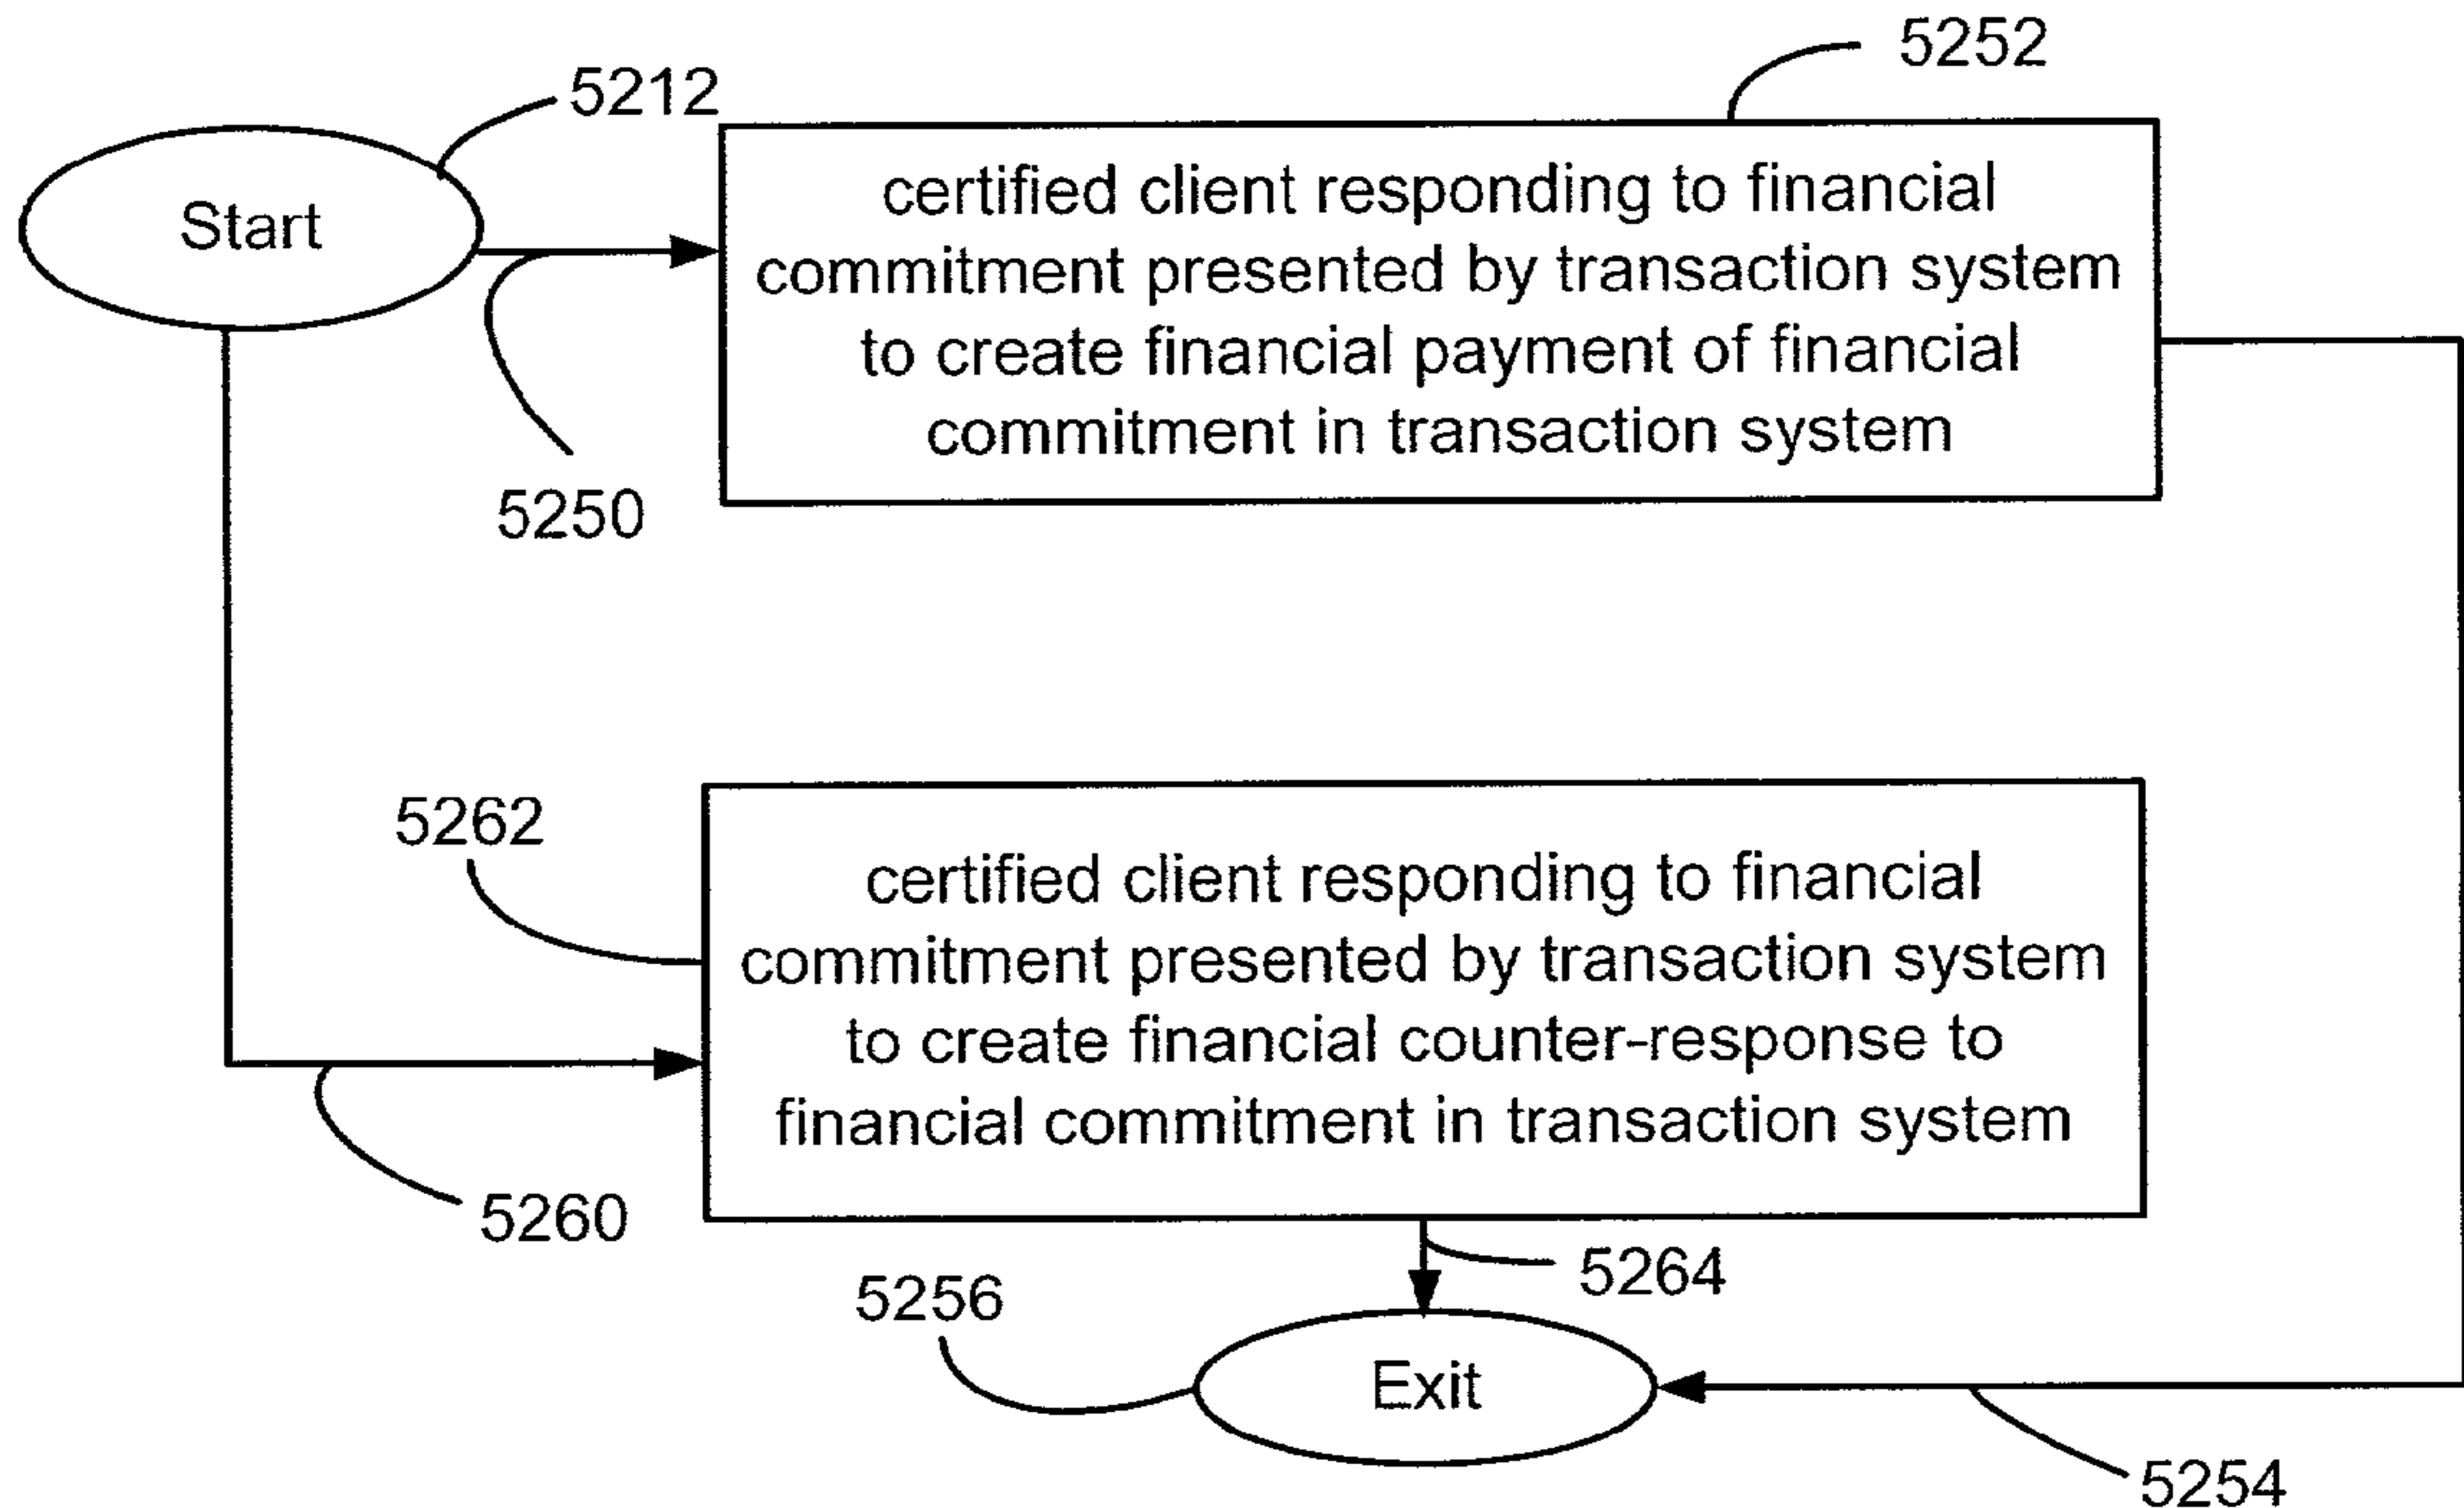 5252
5212
Start
certified client responding to financial
commitment presented by transaction system
to create financial payment of financial
commitment in transaction system
5250
5262
certified client responding to financial
commitment presented by transaction system
to create financial counter-response to
financial commitment in transaction system
5260
5264
5256
Exit
5254